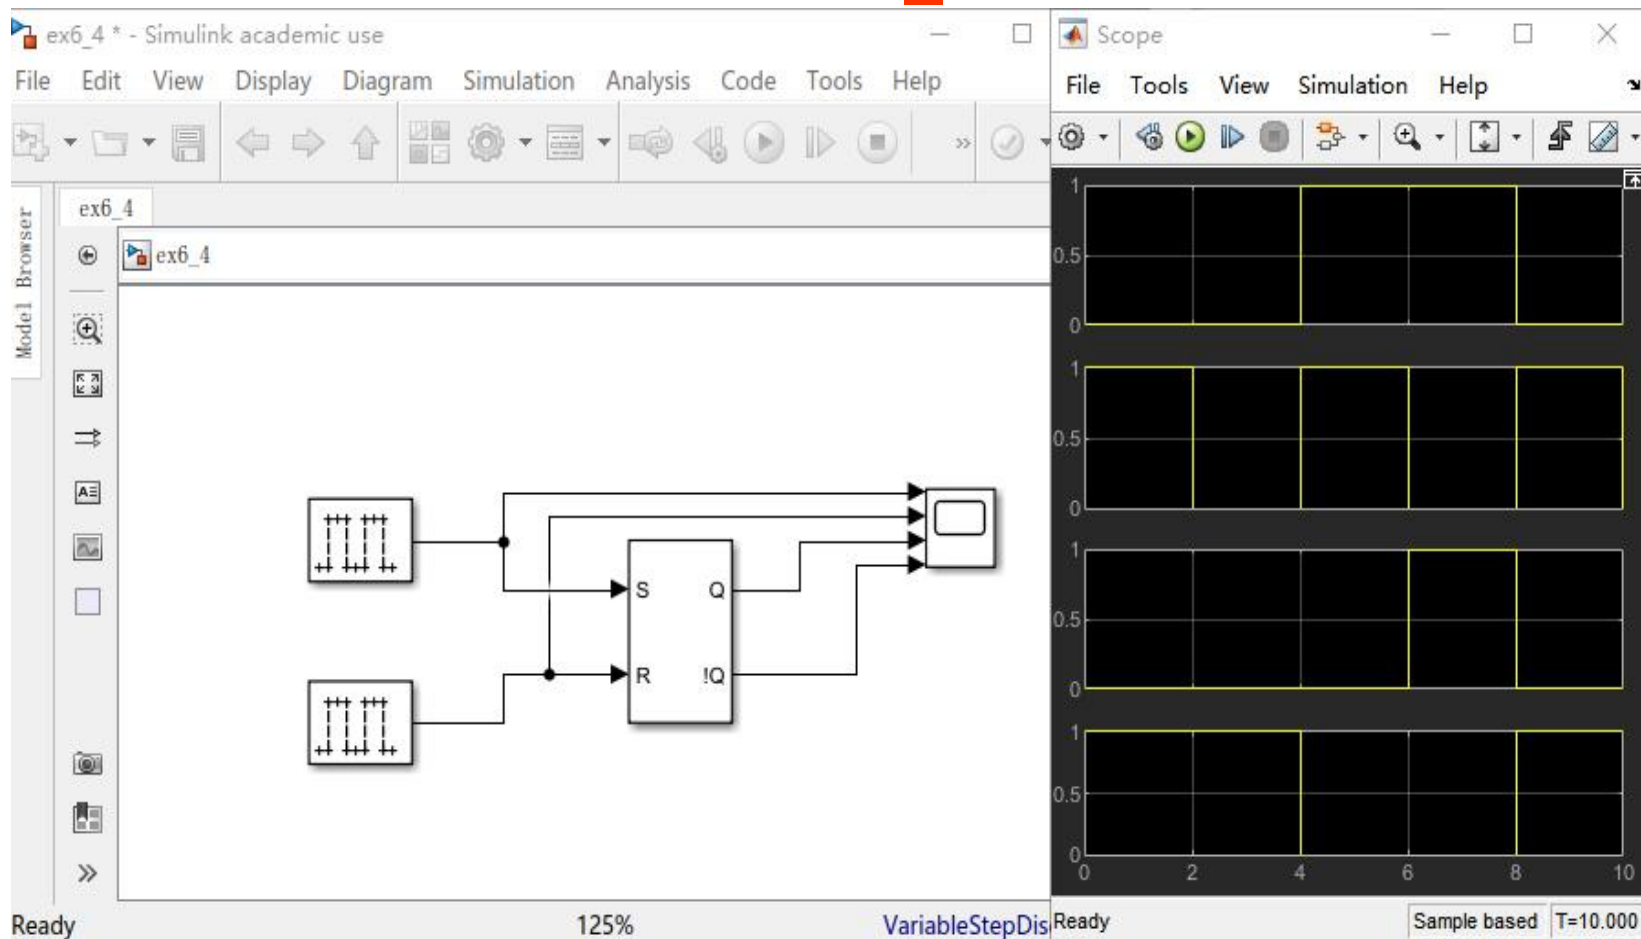 ex6_4 * - Simulink academic use
File Edit View Display Diagram Simulation Analysis Code Tools Help
Model Browser
ex6_4
ex6_4
S Q
R !Q
Ready 125% VariableStepDis
Scope
File Tools View Simulation Help
1
0.5
0
1
0.5
0
1
0.5
0
1
0.5
0
0 2 4 6 8 10
Ready Sample based T=10.000